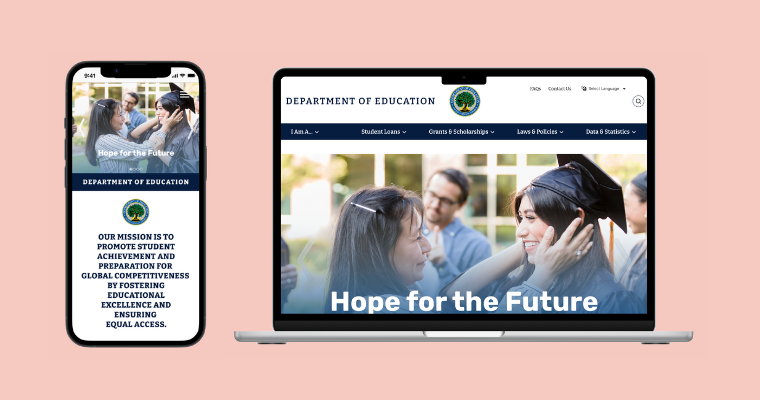 9:41
Hope for the Future
DEPARTMENT OF EDUCATION
OUR MISSION IS TO
PROMOTE STUDENT
ACHIEVEMENT AND
PREPARATION FOR
GLOBAL COMPETITIVENESS
BY FOSTERING
EDUCATIONAL
EXCELLENCE AND
ENSURING
EQUAL ACCESS.
DEPARTMENT OF EDUCATION
FAQs Contact Us Select Language
I Am A... Student Loans Grants & Scholarships Laws & Policies Data & Statistics
Hope for the Future